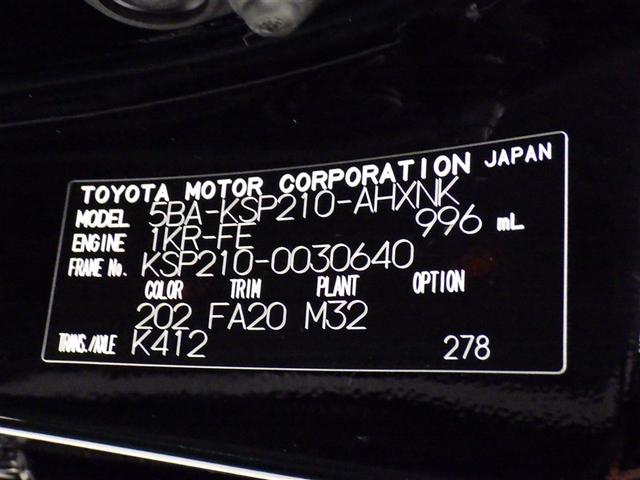 TOYOTA MOTOR CORPORATION JAPAN
MODEL 5BA-KSP210-AHXNK
ENGINE 1KR-FE 996 mL
FRAME No. KSP210-0030640
COLOR TRIM PLANT OPTION
202 FA20 M32
TRANS./AXLE K412 278